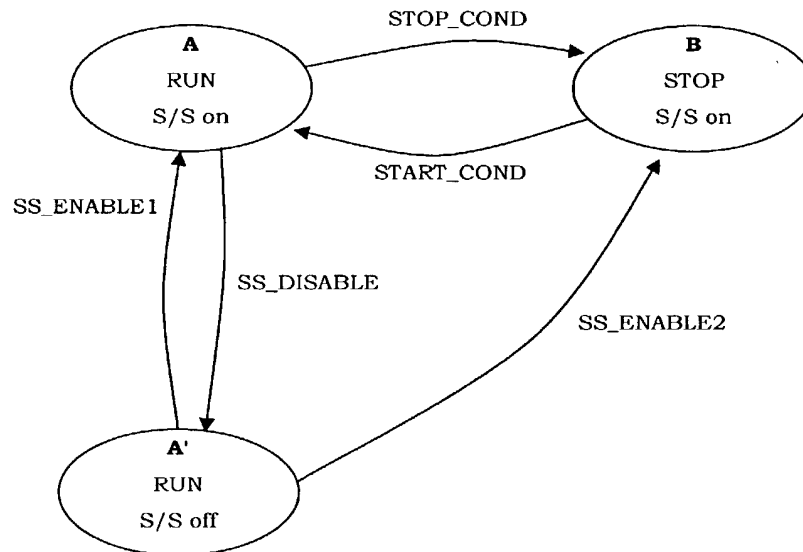 STOP_COND
A
RUN
S/S on
B
STOP
S/S on
START_COND
SS_ENABLE1
SS_DISABLE
SS_ENABLE2
A'
RUN
S/S off